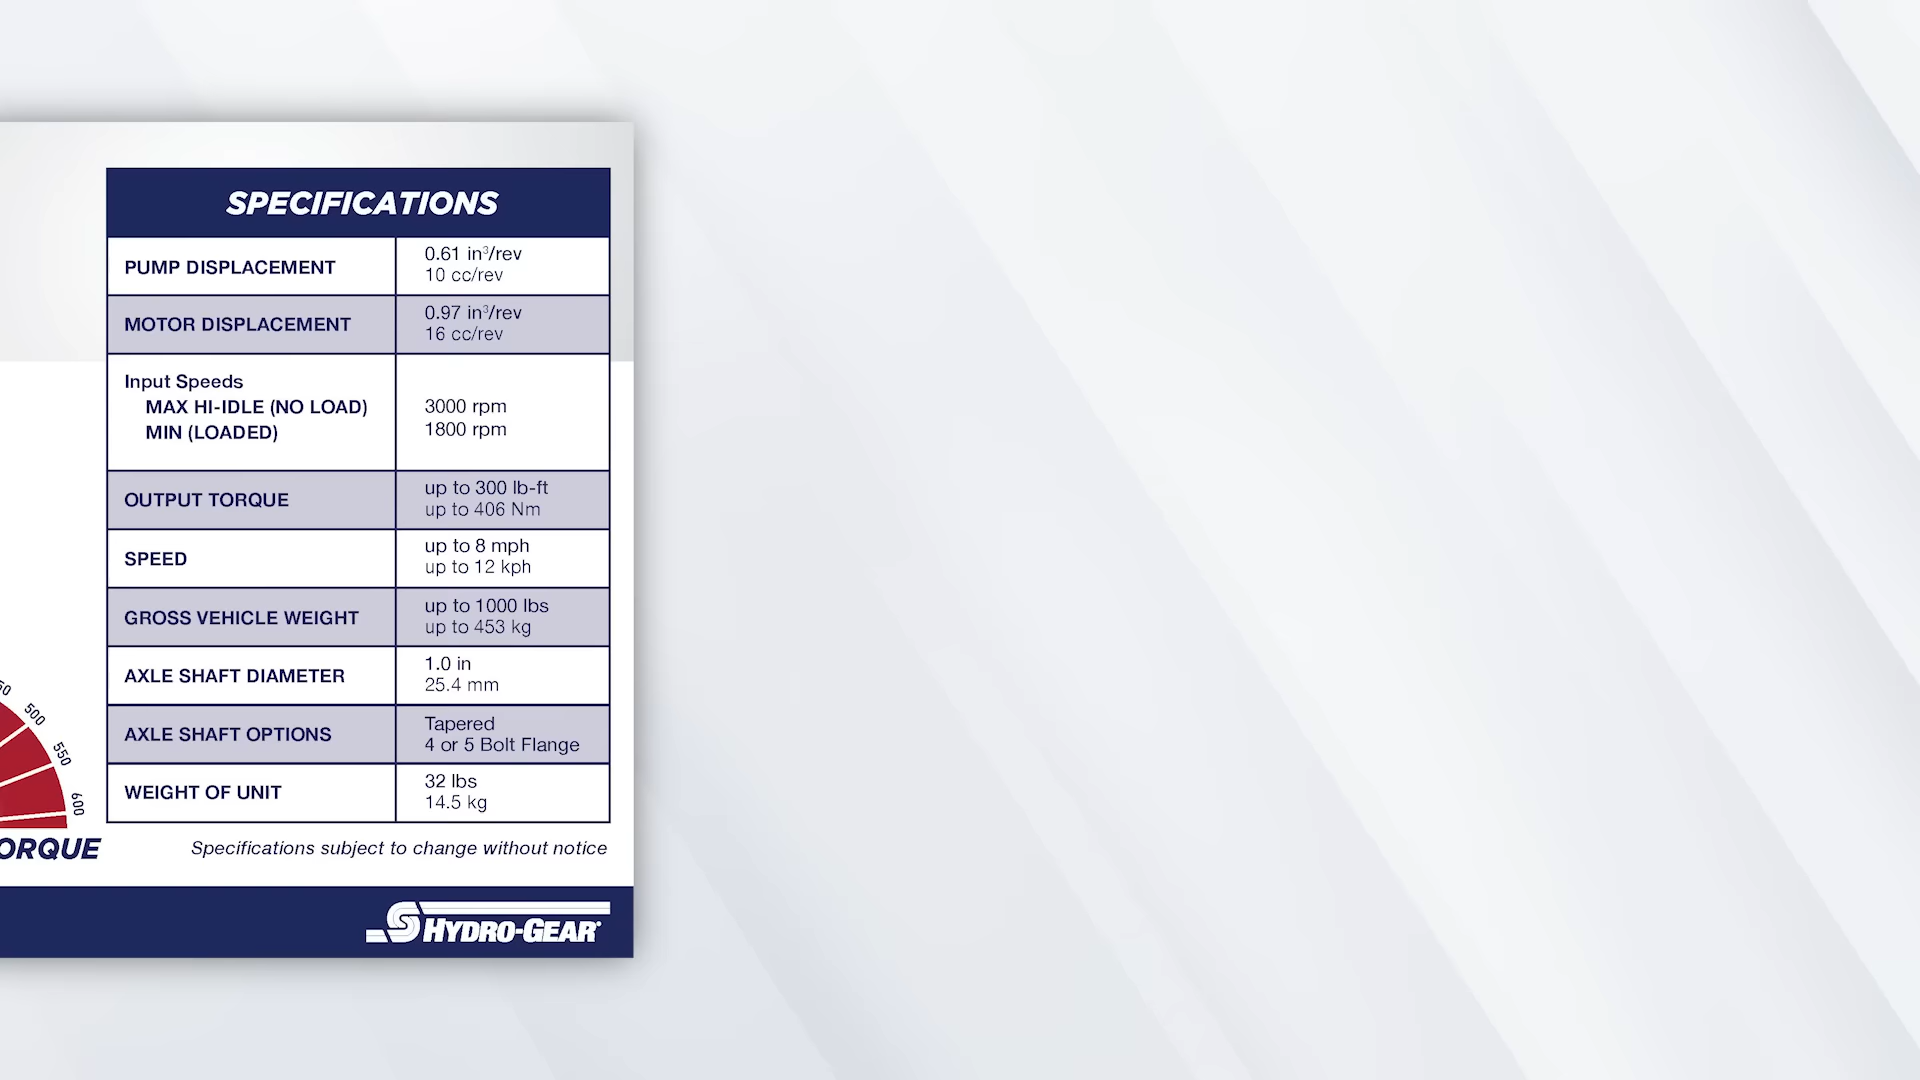 SPECIFICATIONS
PUMP DISPLACEMENT
0.61 in³/rev
10 cc/rev
MOTOR DISPLACEMENT
0.97 in³/rev
16 cc/rev
Input Speeds
MAX HI-IDLE (NO LOAD)
3000 rpm
MIN (LOADED)
1800 rpm
OUTPUT TORQUE
up to 300 lb-ft
up to 406 Nm
SPEED
up to 8 mph
up to 12 kph
GROSS VEHICLE WEIGHT
up to 1000 lbs
up to 453 kg
AXLE SHAFT DIAMETER
1.0 in
25.4 mm
AXLE SHAFT OPTIONS
Tapered
4 or 5 Bolt Flange
WEIGHT OF UNIT
32 lbs
14.5 kg
500
550
600
ORQUE
Specifications subject to change without notice
HYDRO-GEAR